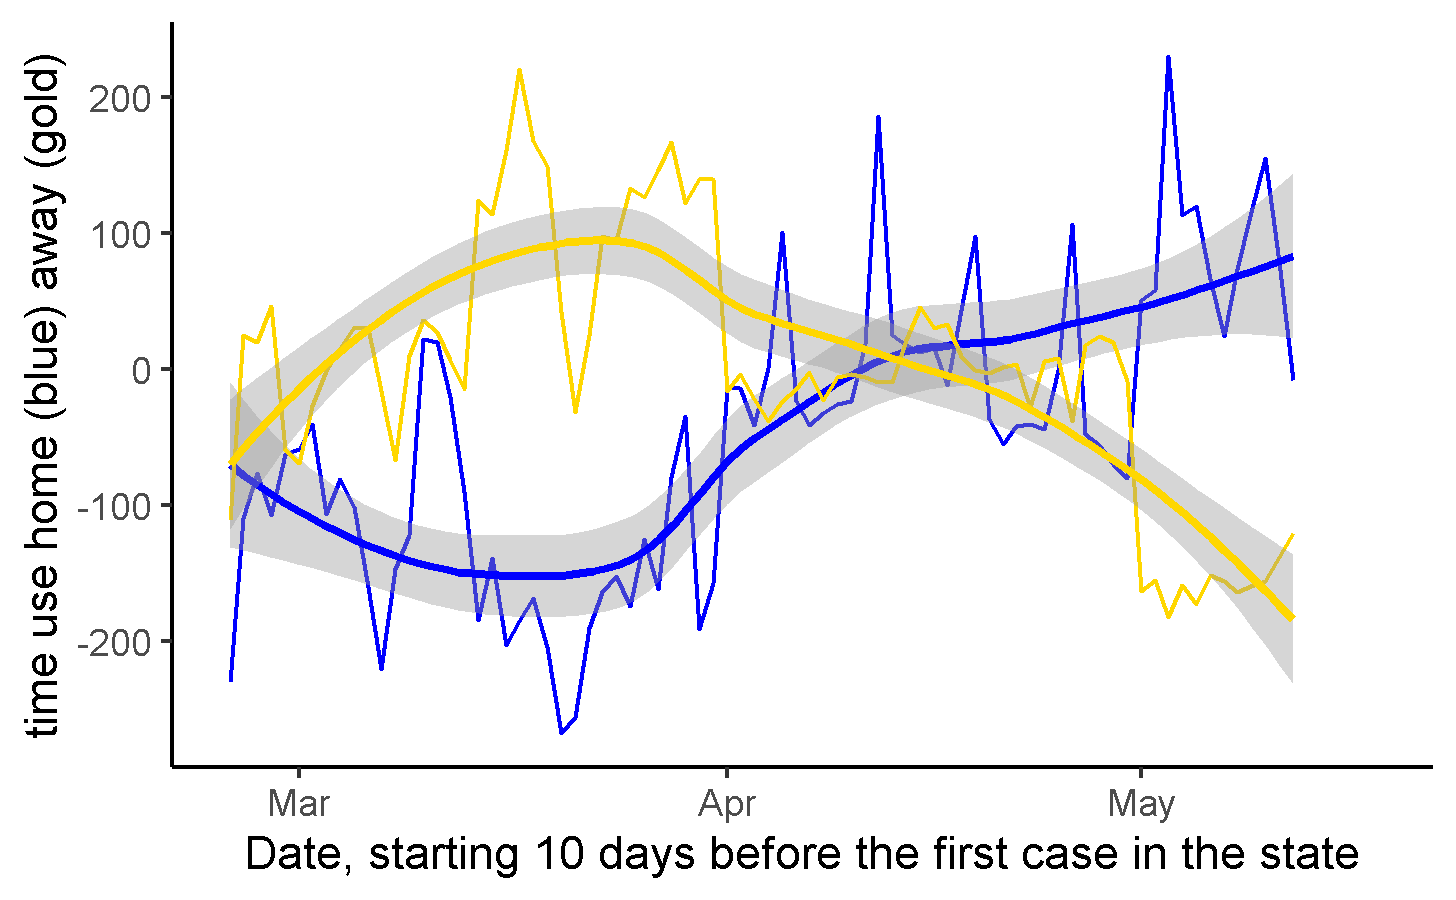 time use home (blue) away (gold)
200
100
0
-100
-200
Mar Apr May
Date, starting 10 days before the first case in the state